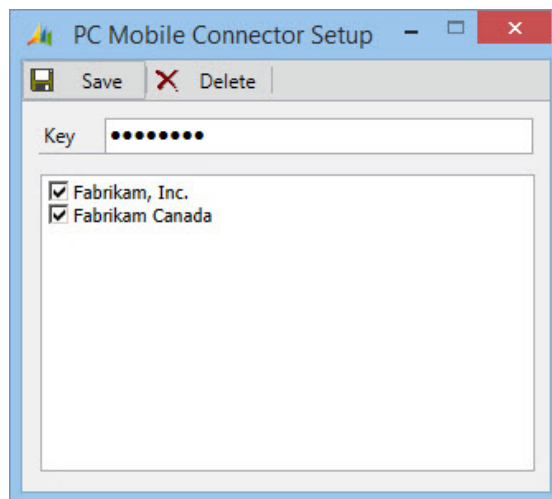 PC Mobile Connector Setup
Save Delete
Key ••••••••
Fabrikam, Inc.
Fabrikam Canada